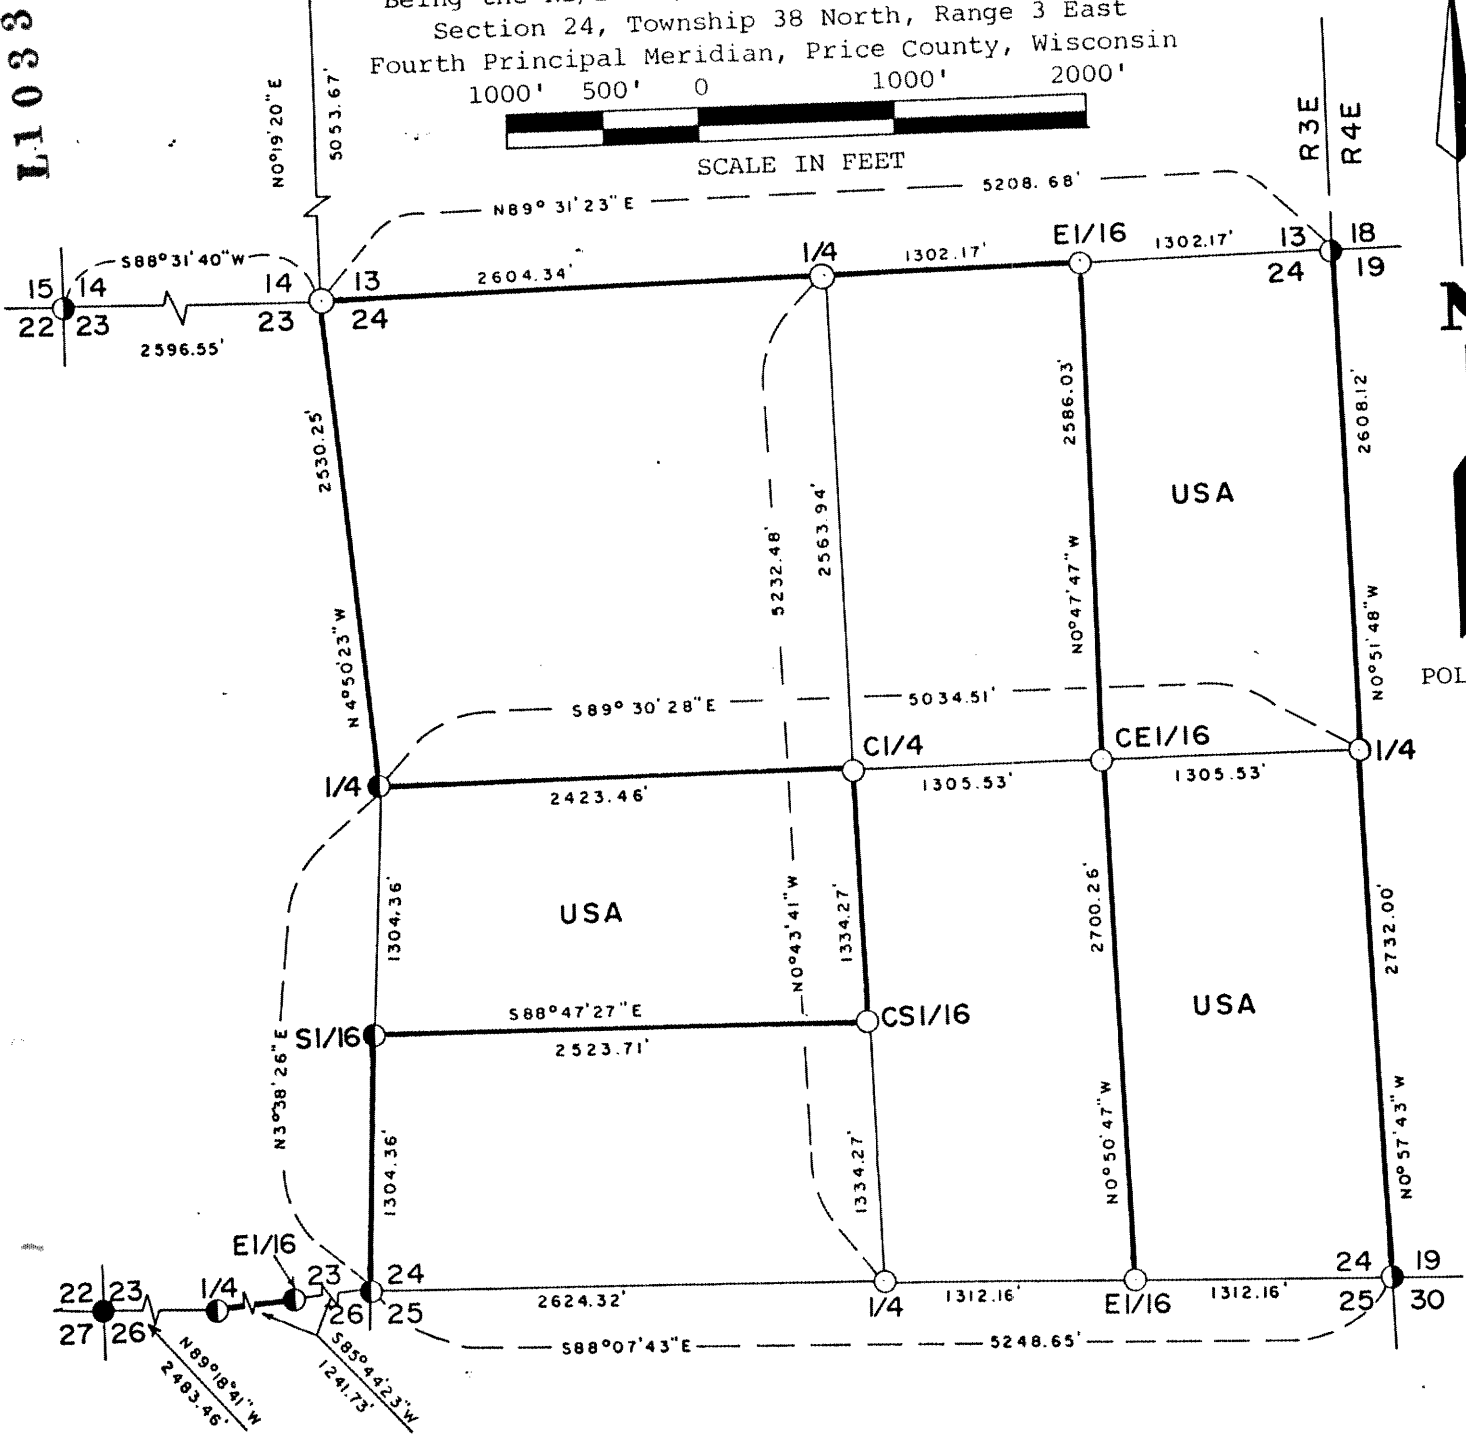 L1033
Being the
Section 24, Township 38 North, Range 3 East
Fourth Principal Meridian, Price County, Wisconsin
1000' 500' 0 1000' 2000'
SCALE IN FEET
N0°19'20"E
5053.67'
R3E
R4E
N89°31'23"E
5208.68'
S88°31'40"W
15 14
22 23
2596.55'
14 13
23 24
2604.34'
1/4
1302.17'
E1/16
1302.17'
13 18
24 19
N
2530.25'
N4°50'23"W
5232.48'
2563.94'
2586.03'
N0°47'47"W
USA
2608.12'
N0°51'48"W
POL
S89°30'28"E
5034.51'
1/4
2423.46'
C1/4
1305.53'
CE1/16
1305.53'
1/4
1304.36'
USA
N0°43'41"W
1334.27'
2700.26'
USA
2732.00'
N3°38'26"E
S1/16
S88°47'27"E
2523.71'
CS1/16
1304.36'
1334.27'
N0°50'47"W
N0°57'43"W
E1/16
22 23
27 26
1/4
23 24
26 25
2624.32'
1/4
1312.16'
E1/16
1312.16'
24 19
25 30
S88°07'43"E
5248.65'
N89°18°41"W
2483.46'
S85°44'23"W
1241.73'